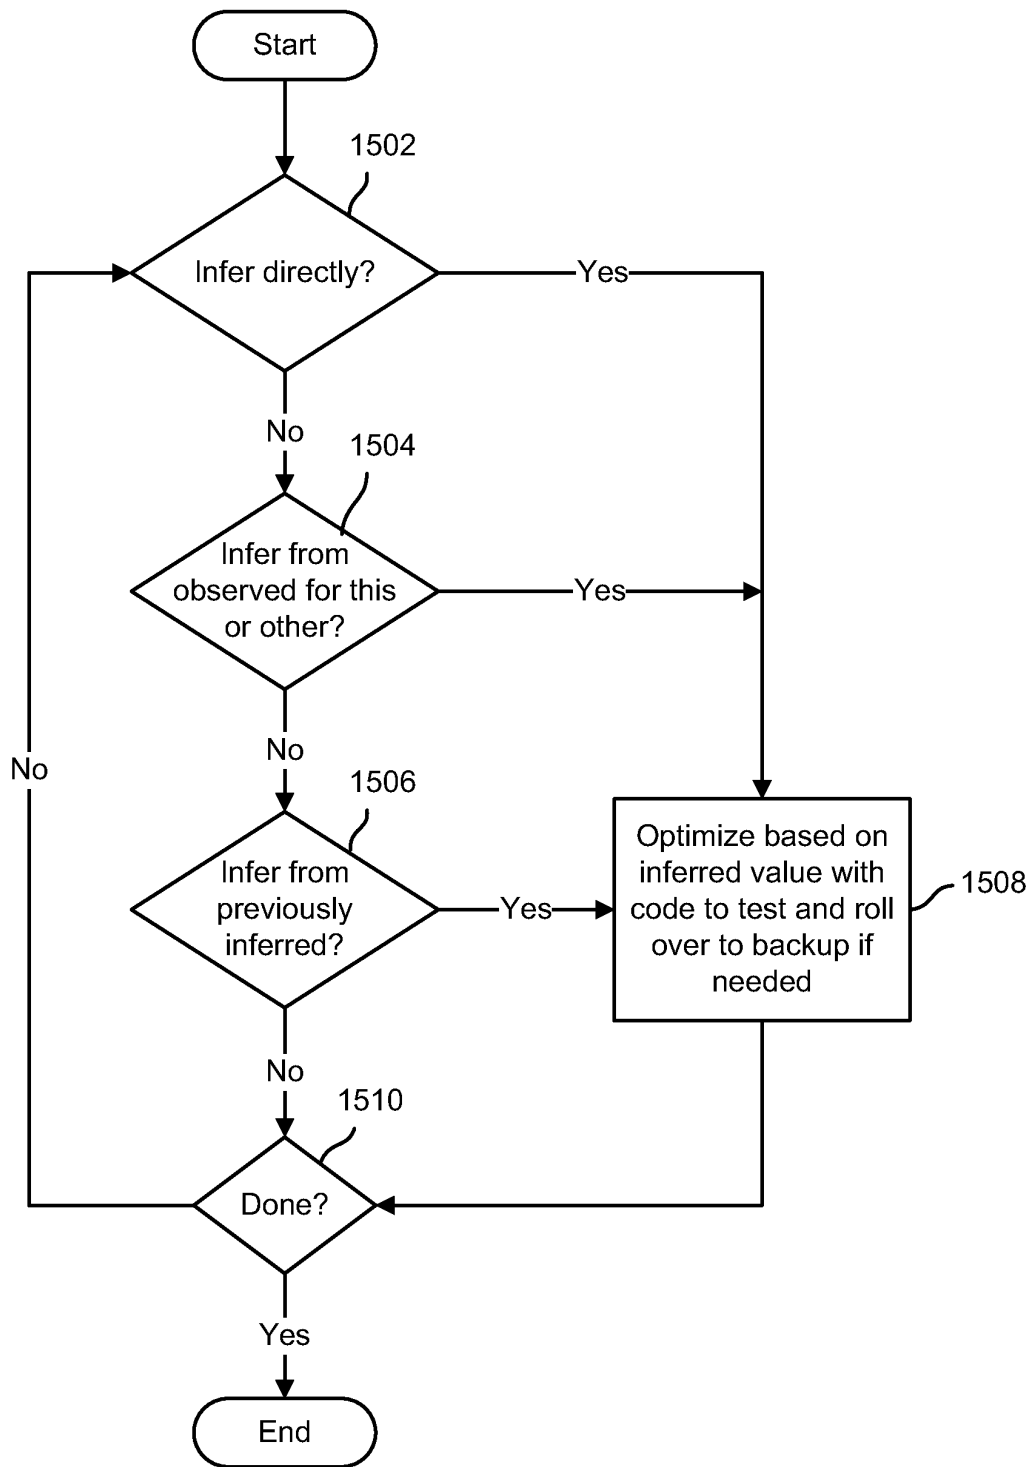 Start
1502
Infer directly?
Yes
No
1504
Infer from
observed for this
or other?
Yes
No
No
1506
Infer from
previously
inferred?
Yes
Optimize based on
inferred value with
code to test and roll
over to backup if
needed
1508
No
1510
Done?
Yes
End